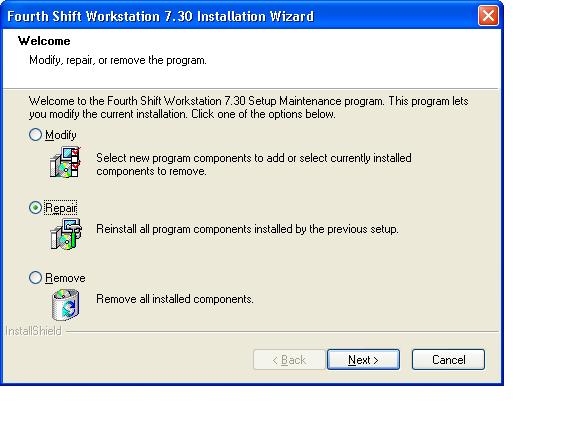 Fourth Shift Workstation 7.30 Installation Wizard
Welcome
Modify, repair, or remove the program.
Welcome to the Fourth Shift Workstation 7.30 Setup Maintenance program. This program lets
you modify the current installation. Click one of the options below.
Modify
Select new program components to add or select currently installed
components to remove.
Repair
Reinstall all program components installed by the previous setup.
Remove
Remove all installed components.
InstallShield
< Back
Next >
Cancel